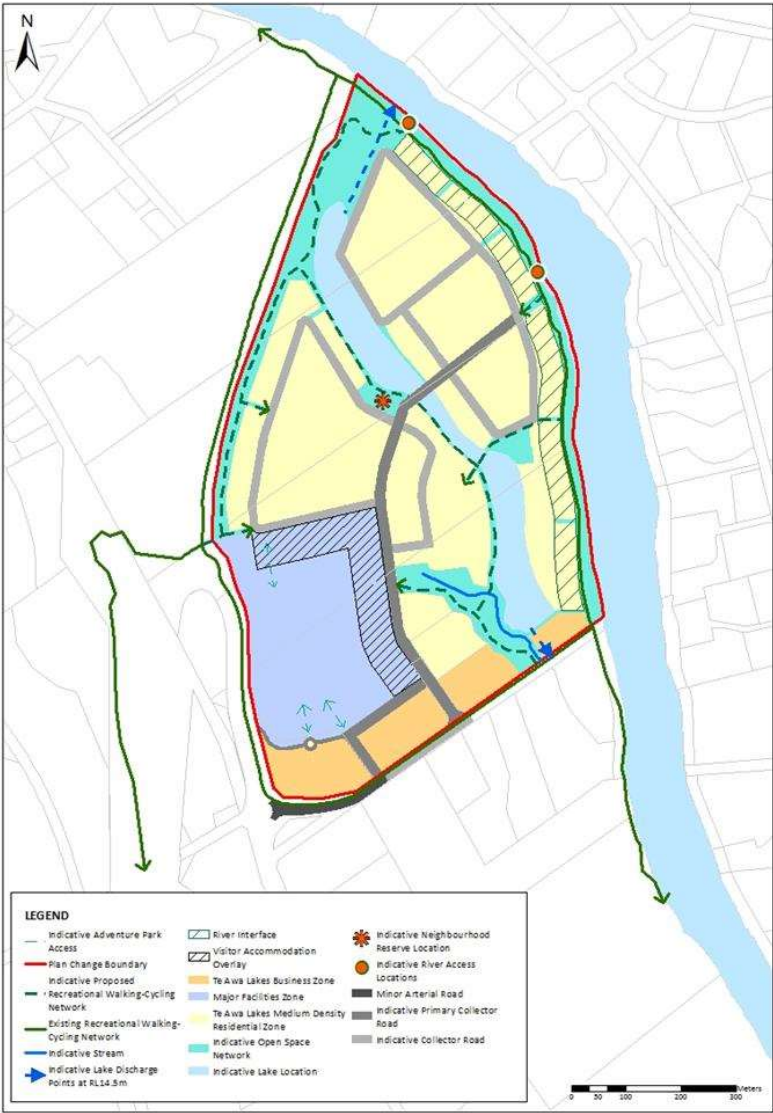 N
LEGEND
Indicative Adventure Park
Access
Plan Change Boundary
Indicative Proposed
Recreational Walking-Cycling
Network
Existing Recreational Walking-
Cycling Network
Indicative Stream
Indicative Lake Discharge
Points at RL14.5m
River Interface
Visitor Accommodation
Overlay
Te Awa Lakes Business Zone
Major Facilities Zone
Te Awa Lakes Medium Density
Residential Zone
Indicative Open Space
Network
Indicative Lake Location
Indicative Neighbourhood
Reserve Location
Indicative River Access
Locations
Minor Arterial Road
Indicative Primary Collector
Road
Indicative Collector Road
Meters
0 50 100 200 300